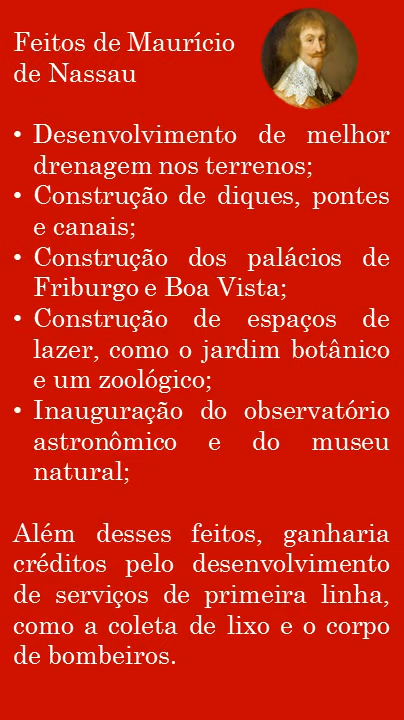 Feitos de Maurício
de Nassau
• Desenvolvimento de melhor
drenagem nos terrenos;
• Construção de diques, pontes
e canais;
• Construção dos palácios de
Friburgo e Boa Vista;
• Construção de espaços de
lazer, como o jardim botânico
e um zoológico;
• Inauguração do observatório
astronômico e do museu
natural;
Além desses feitos, ganharia
créditos pelo desenvolvimento
de serviços de primeira linha,
como a coleta de lixo e o corpo
de bombeiros.